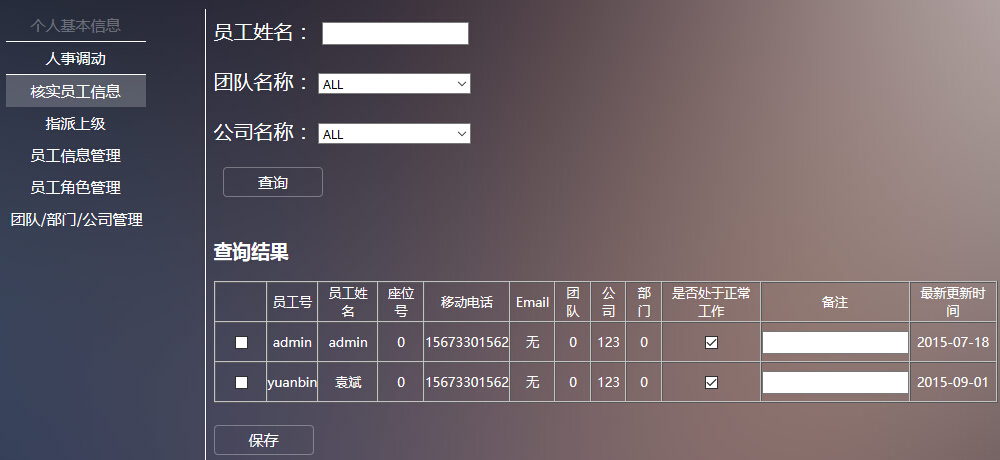 个人基本信息
人事调动
核实员工信息
指派上级
员工信息管理
员工角色管理
团队/部门/公司管理
员工姓名：
团队名称： ALL
公司名称： ALL
查询
查询结果
员工号 员工姓名 座位号 移动电话 Email 团队 公司 部门 是否处于正常工作 备注 最新更新时间
admin admin 0 15673301562 无 0 123 0 2015-07-18
yuanbin 袁斌 0 15673301562 无 0 123 0 2015-09-01
保存